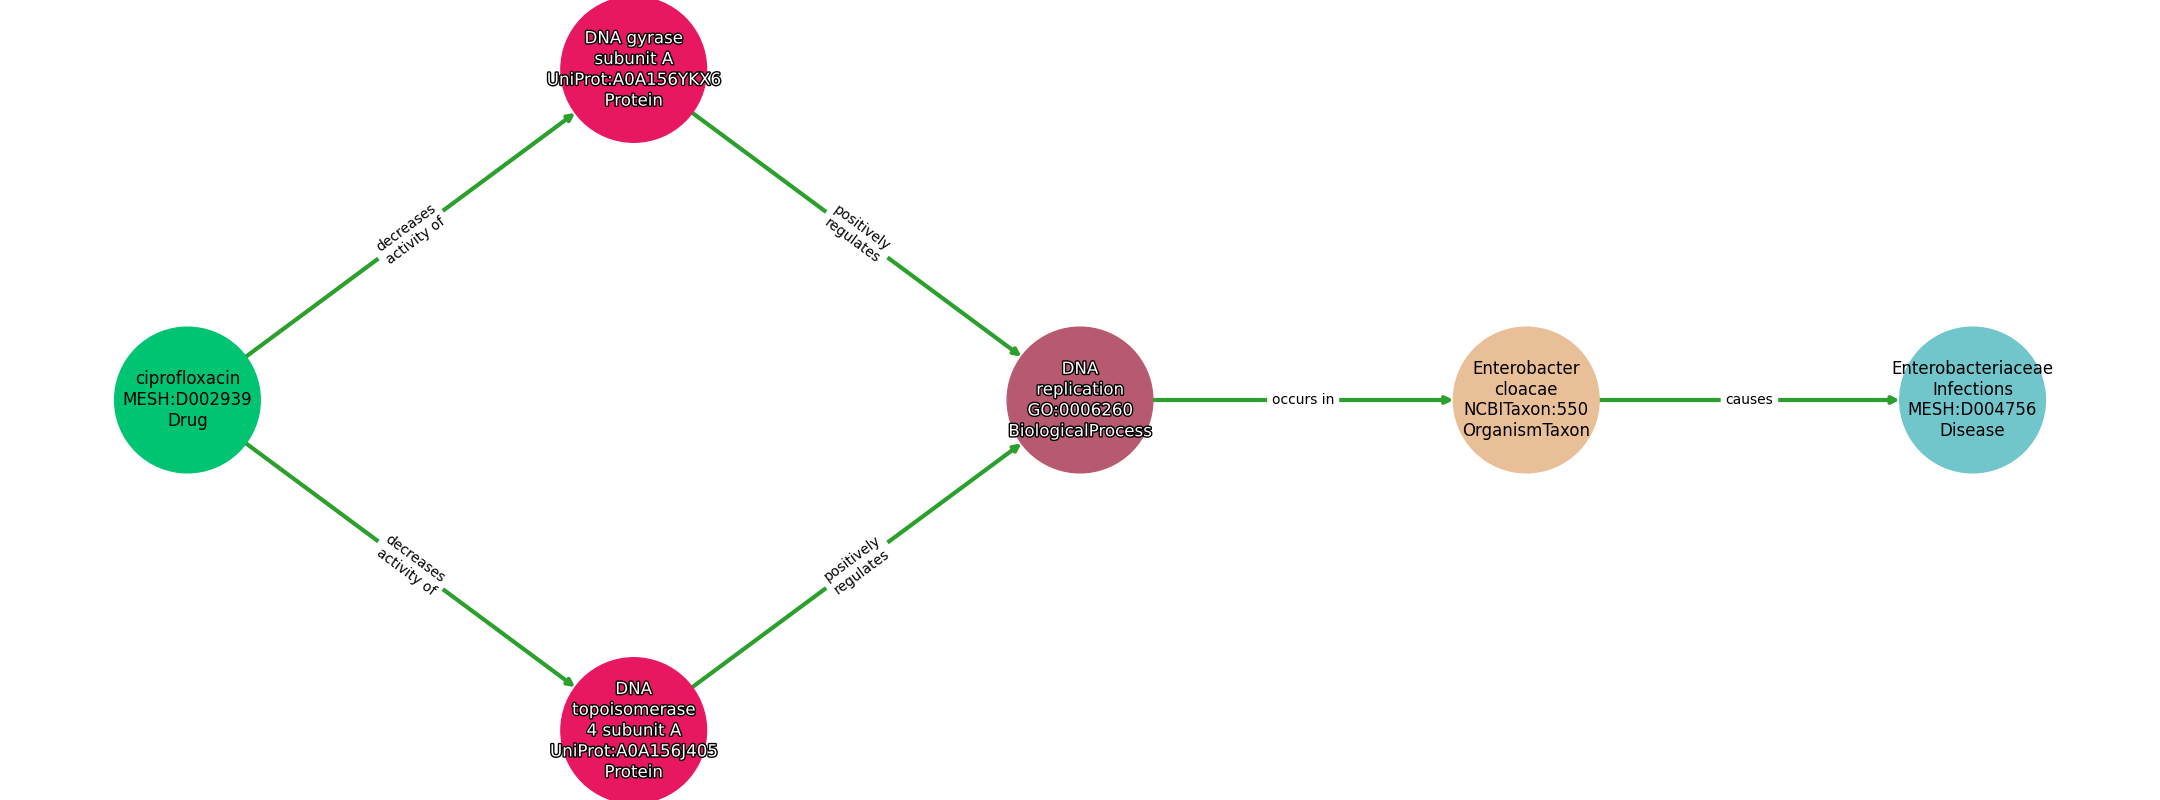 DNA gyrase
subunit A
UniProt:A0A156YKX6
Protein
decreases
activity of
positively
regulates
ciprofloxacin
MESH:D002939
Drug
DNA
replication
GO:0006260
BiologicalProcess
occurs in
Enterobacter
cloacae
NCBITaxon:550
OrganismTaxon
causes
Enterobacteriaceae
Infections
MESH:D004756
Disease
decreases
activity of
positively
regulates
DNA
topoisomerase
4 subunit A
UniProt:A0A156J405
Protein